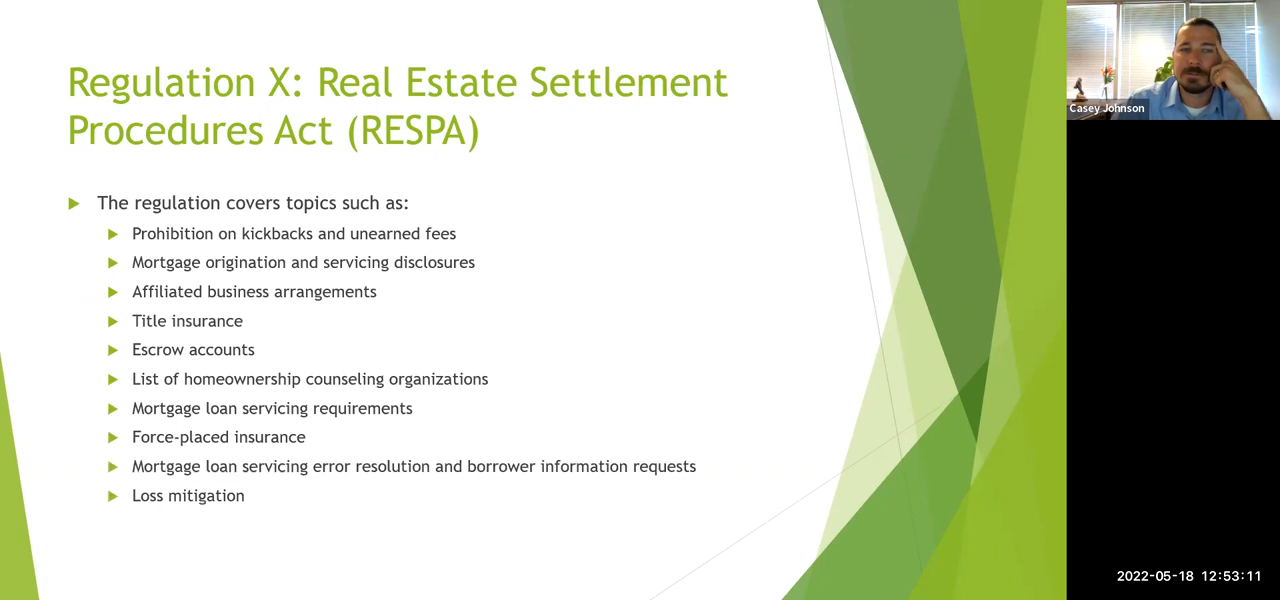 Regulation X: Real Estate Settlement
Procedures Act (RESPA)
The regulation covers topics such as:
Prohibition on kickbacks and unearned fees
Mortgage origination and servicing disclosures
Affiliated business arrangements
Title insurance
Escrow accounts
List of homeownership counseling organizations
Mortgage loan servicing requirements
Force-placed insurance
Mortgage loan servicing error resolution and borrower information requests
Loss mitigation
Casey Johnson
2022-05-18 12:53:11